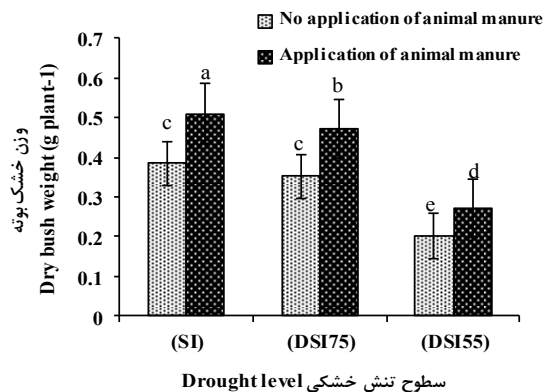 No application of animal manure
Application of animal manure
وزن خشک بوته
Dry bush weight (g plant-1)
0.7
0.6
0.5
0.4
0.3
0.2
0.1
0
c
a
c
b
e
d
(SI)
(DSI75)
(DSI55)
Drought level سطوح تنش خشکی